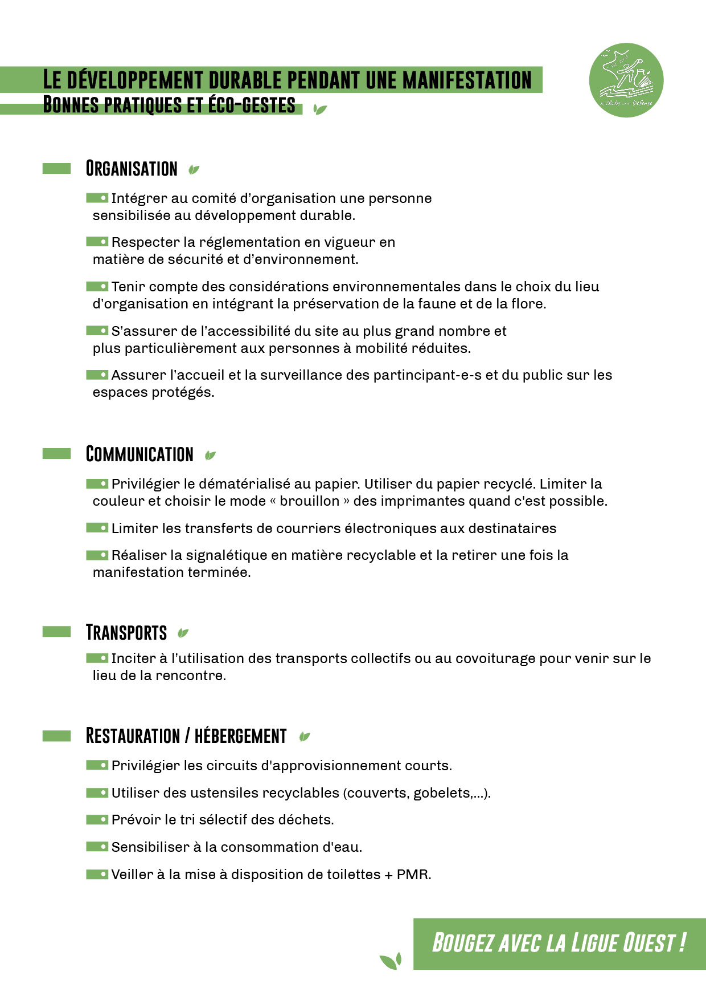 LE DÉVELOPPEMENT DURABLE PENDANT UNE MANIFESTATION
BONNES PRATIQUES ET ÉCO-GESTES
Clubs de la Défense
ORGANISATION
Intégrer au comité d’organisation une personne
sensibilisée au développement durable.
Respecter la réglementation en vigueur en
matière de sécurité et d’environnement.
Tenir compte des considérations environnementales dans le choix du lieu
d’organisation en intégrant la préservation de la faune et de la flore.
S’assurer de l’accessibilité du site au plus grand nombre et
plus particulièrement aux personnes à mobilité réduites.
Assurer l’accueil et la surveillance des partincipant-e-s et du public sur les
espaces protégés.
COMMUNICATION
Privilégier le dématérialisé au papier. Utiliser du papier recyclé. Limiter la
couleur et choisir le mode « brouillon » des imprimantes quand c'est possible.
Limiter les transferts de courriers électroniques aux destinataires
Réaliser la signalétique en matière recyclable et la retirer une fois la
manifestation terminée.
TRANSPORTS
Inciter à l’utilisation des transports collectifs ou au covoiturage pour venir sur le
lieu de la rencontre.
RESTAURATION / HÉBERGEMENT
Privilégier les circuits d'approvisionnement courts.
Utiliser des ustensiles recyclables (couverts, gobelets,...).
Prévoir le tri sélectif des déchets.
Sensibiliser à la consommation d'eau.
Veiller à la mise à disposition de toilettes + PMR.
BOUGEZ AVEC LA LIGUE OUEST !